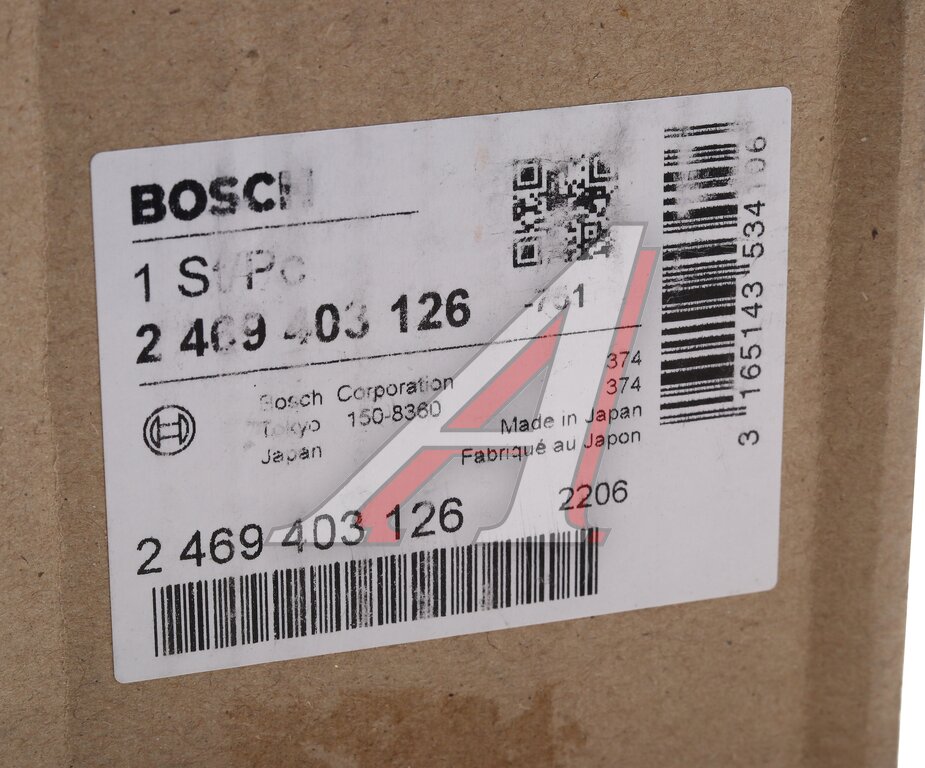 BOSCH
1 St/Pc
2 469 403 126 -781
Bosch Corporation
Tokyo 150-8360
Japan
374
374
Made in Japan
Fabriqué au Japon
2206
2 469 403 126
3 165143 534106